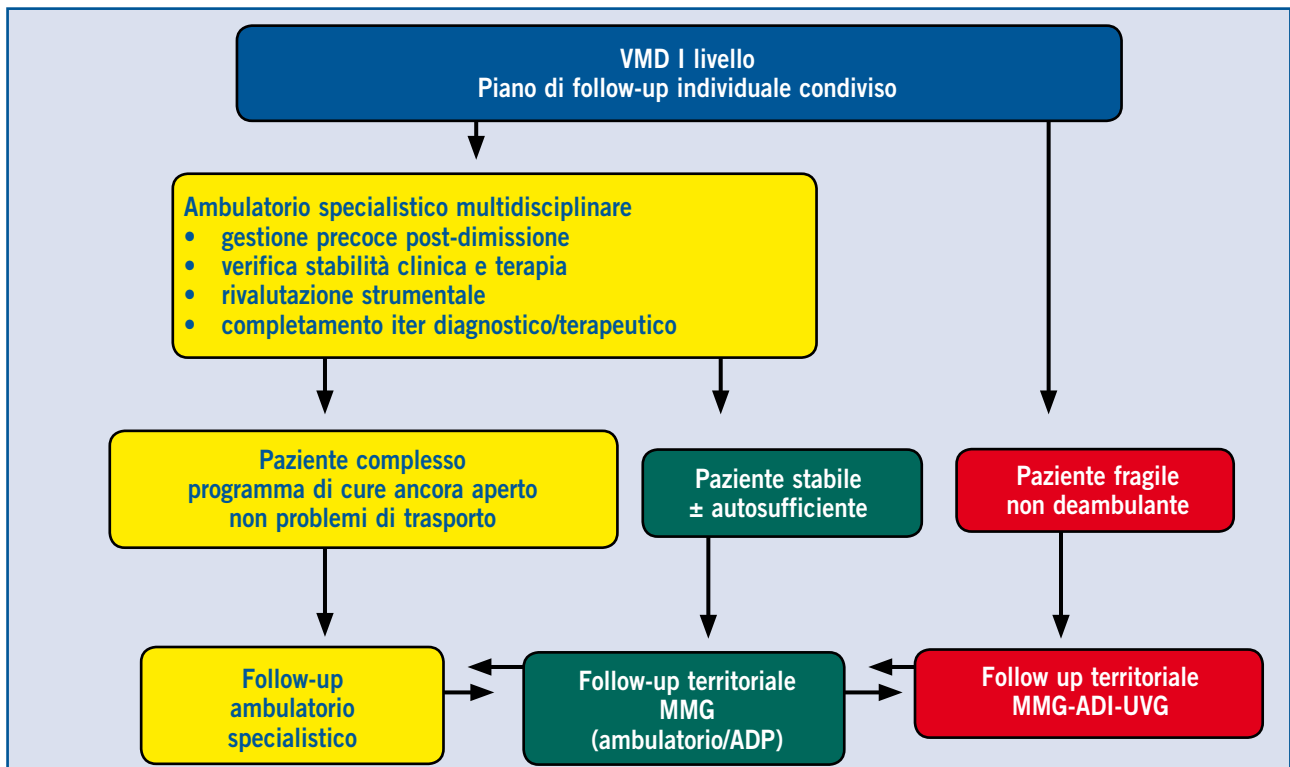 VMD I livello
Piano di follow-up individuale condiviso
Ambulatorio specialistico multidisciplinare
• gestione precoce post-dimissione
• verifica stabilità clinica e terapia
• rivalutazione strumentale
• completamento iter diagnostico/terapeutico
Paziente complesso
programma di cure ancora aperto
non problemi di trasporto
Paziente stabile
± autosufficiente
Paziente fragile
non deambulante
Follow-up
ambulatorio
specialistico
Follow-up territoriale
MMG
(ambulatorio/ADP)
Follow up territoriale
MMG-ADI-UVG